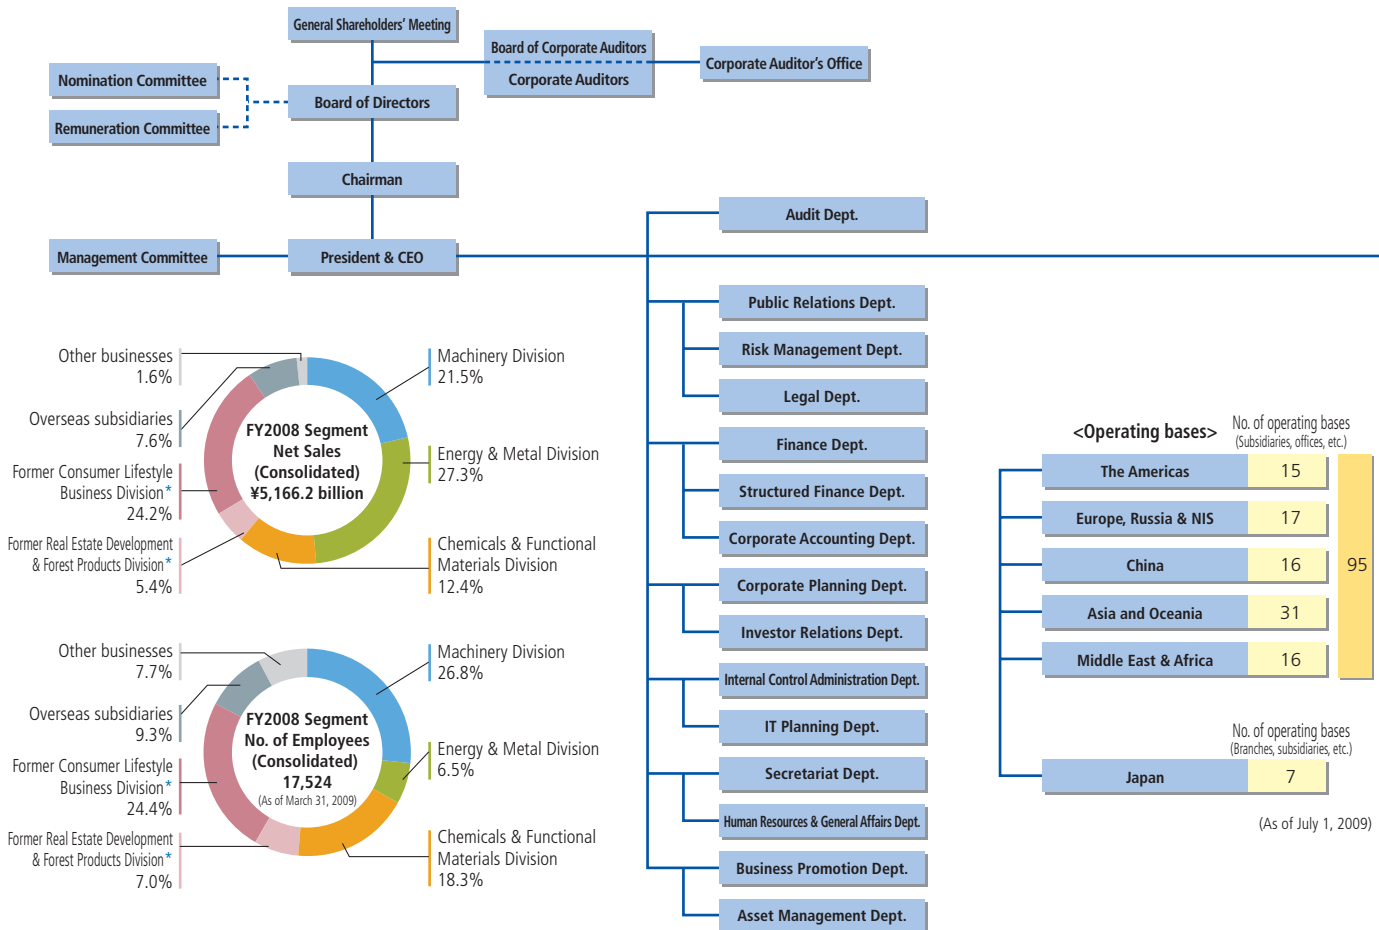 General Shareholders’ Meeting
Board of Corporate Auditors
Corporate Auditors
Corporate Auditor’s Office
Nomination Committee
Remuneration Committee
Board of Directors
Chairman
Management Committee
President & CEO
Audit Dept.
Public Relations Dept.
Risk Management Dept.
Legal Dept.
Finance Dept.
Structured Finance Dept.
Corporate Accounting Dept.
Corporate Planning Dept.
Investor Relations Dept.
Internal Control Administration Dept.
IT Planning Dept.
Secretariat Dept.
Human Resources & General Affairs Dept.
Business Promotion Dept.
Asset Management Dept.
FY2008 Segment
Net Sales
(Consolidated)
¥5,166.2 billion
Other businesses
1.6%
Overseas subsidiaries
7.6%
Former Consumer Lifestyle
Business Division*
24.2%
Former Real Estate Development
& Forest Products Division*
5.4%
Machinery Division
21.5%
Energy & Metal Division
27.3%
Chemicals & Functional
Materials Division
12.4%
FY2008 Segment
No. of Employees
(Consolidated)
17,524
(As of March 31, 2009)
Other businesses
7.7%
Overseas subsidiaries
9.3%
Former Consumer Lifestyle
Business Division*
24.4%
Former Real Estate Development
& Forest Products Division*
7.0%
Machinery Division
26.8%
Energy & Metal Division
6.5%
Chemicals & Functional
Materials Division
18.3%
<Operating bases>
No. of operating bases
(Subsidiaries, offices, etc.)
The Americas 15
Europe, Russia & NIS 17
China 16
Asia and Oceania 31
Middle East & Africa 16
95
No. of operating bases
(Branches, subsidiaries, etc.)
Japan 7
(As of July 1, 2009)